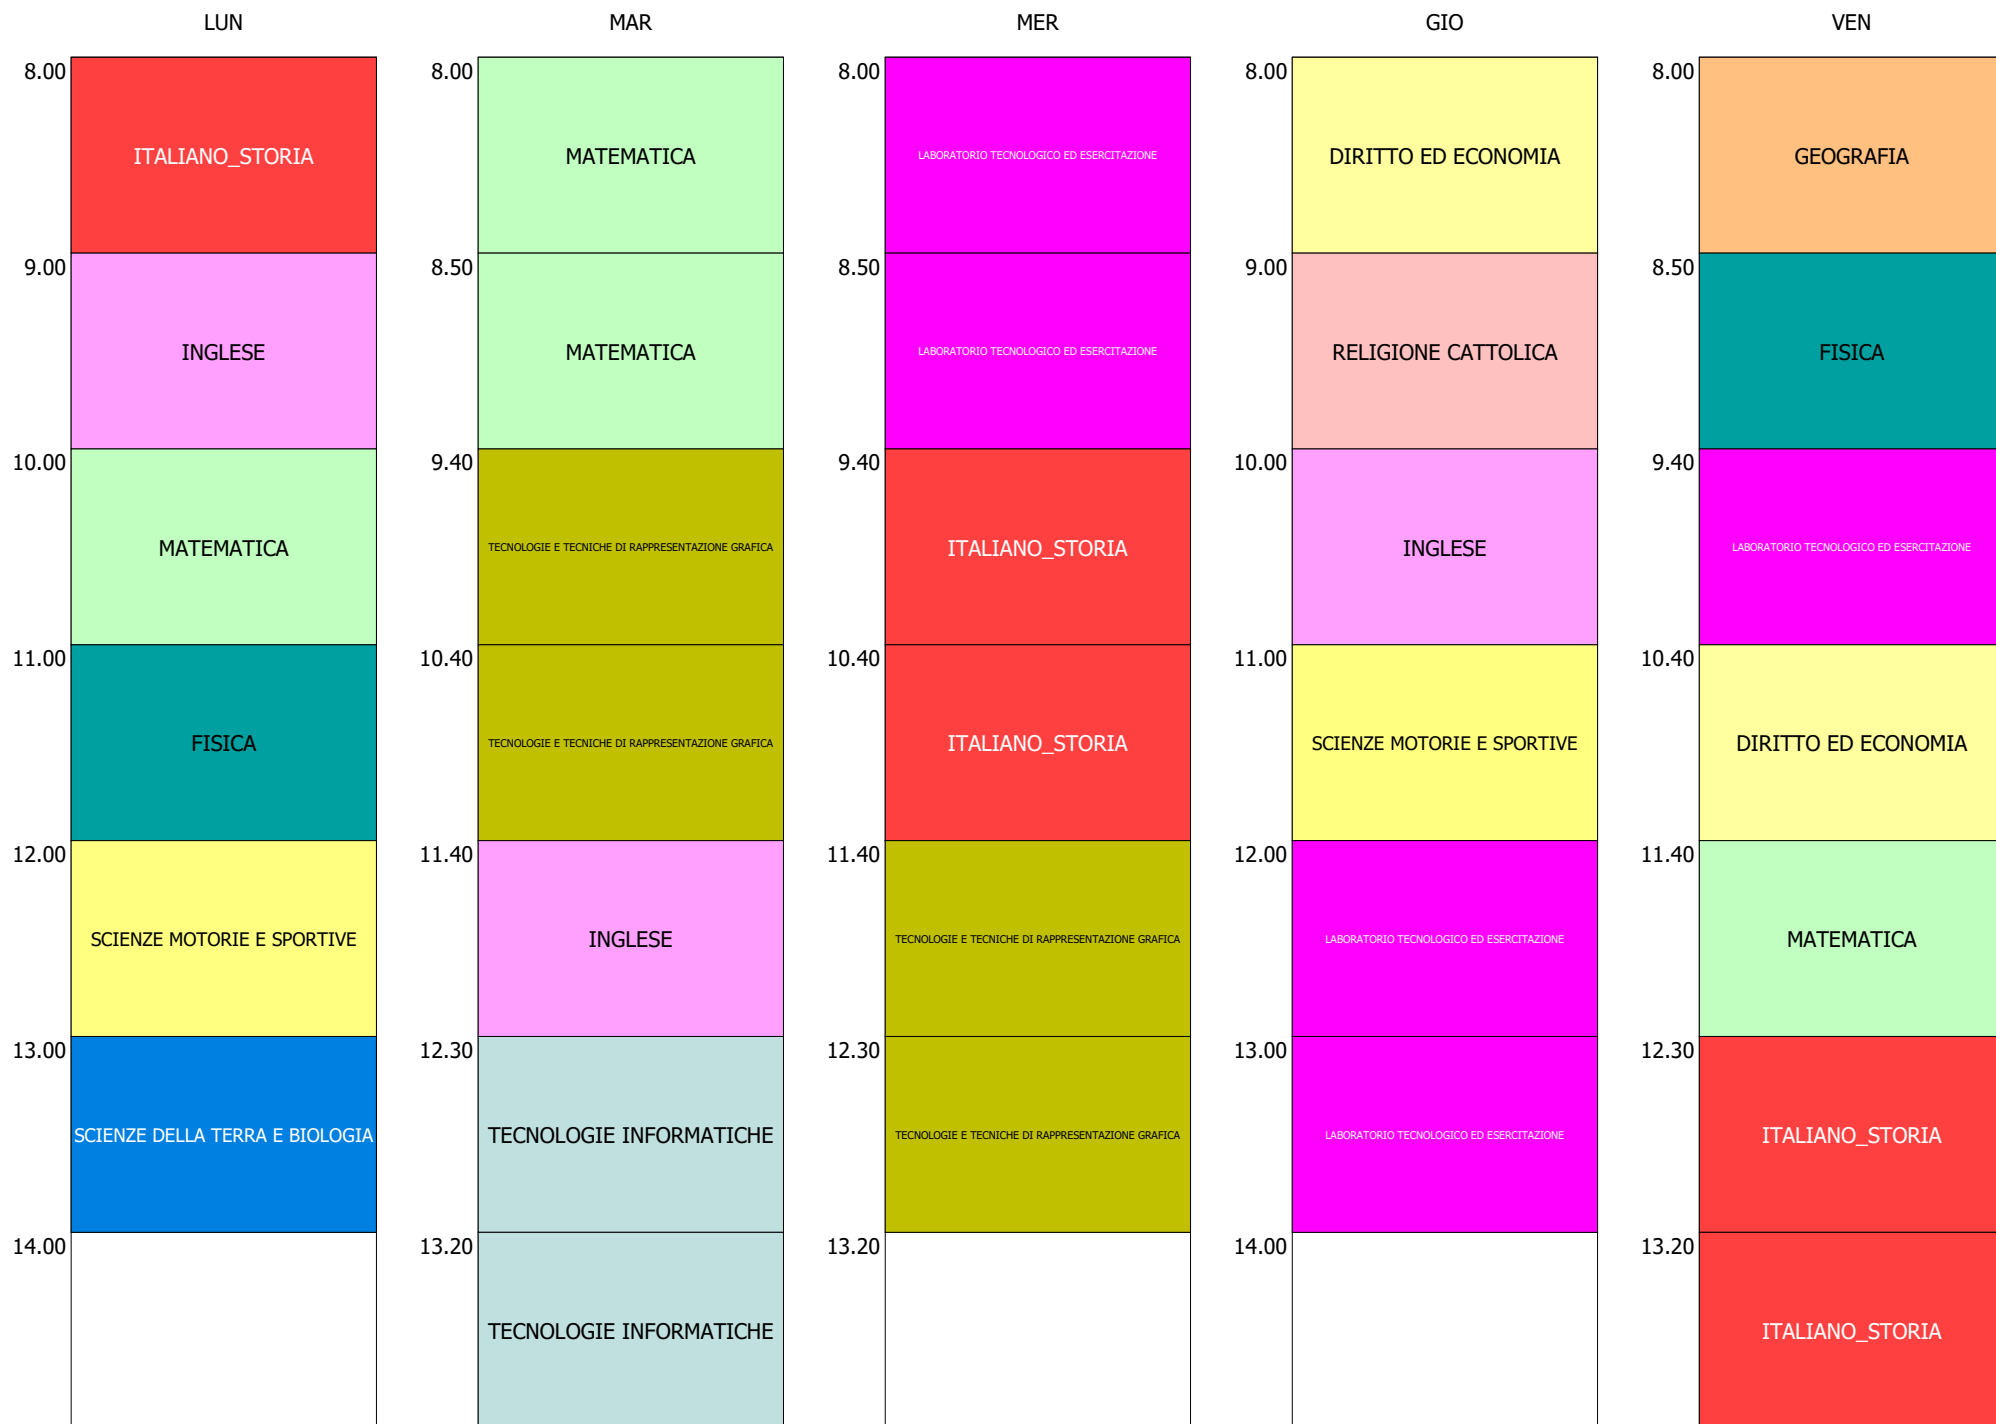 LUN MAR MER GIO VEN
8.00 ITALIANO_STORIA 8.00 MATEMATICA 8.00 LABORATORIO TECNOLOGICO ED ESERCITAZIONE 8.00 DIRITTO ED ECONOMIA 8.00 GEOGRAFIA
9.00 INGLESE 8.50 MATEMATICA 8.50 LABORATORIO TECNOLOGICO ED ESERCITAZIONE 9.00 RELIGIONE CATTOLICA 8.50 FISICA
10.00 MATEMATICA 9.40 TECNOLOGIE E TECNICHE DI RAPPRESENTAZIONE GRAFICA 9.40 ITALIANO_STORIA 10.00 INGLESE 9.40 LABORATORIO TECNOLOGICO ED ESERCITAZIONE
11.00 FISICA 10.40 TECNOLOGIE E TECNICHE DI RAPPRESENTAZIONE GRAFICA 10.40 ITALIANO_STORIA 11.00 SCIENZE MOTORIE E SPORTIVE 10.40 DIRITTO ED ECONOMIA
12.00 SCIENZE MOTORIE E SPORTIVE 11.40 INGLESE 11.40 TECNOLOGIE E TECNICHE DI RAPPRESENTAZIONE GRAFICA 12.00 LABORATORIO TECNOLOGICO ED ESERCITAZIONE 11.40 MATEMATICA
13.00 SCIENZE DELLA TERRA E BIOLOGIA 12.30 TECNOLOGIE INFORMATICHE 12.30 TECNOLOGIE E TECNICHE DI RAPPRESENTAZIONE GRAFICA 13.00 LABORATORIO TECNOLOGICO ED ESERCITAZIONE 12.30 ITALIANO_STORIA
14.00 13.20 TECNOLOGIE INFORMATICHE 13.20 14.00 13.20 ITALIANO_STORIA